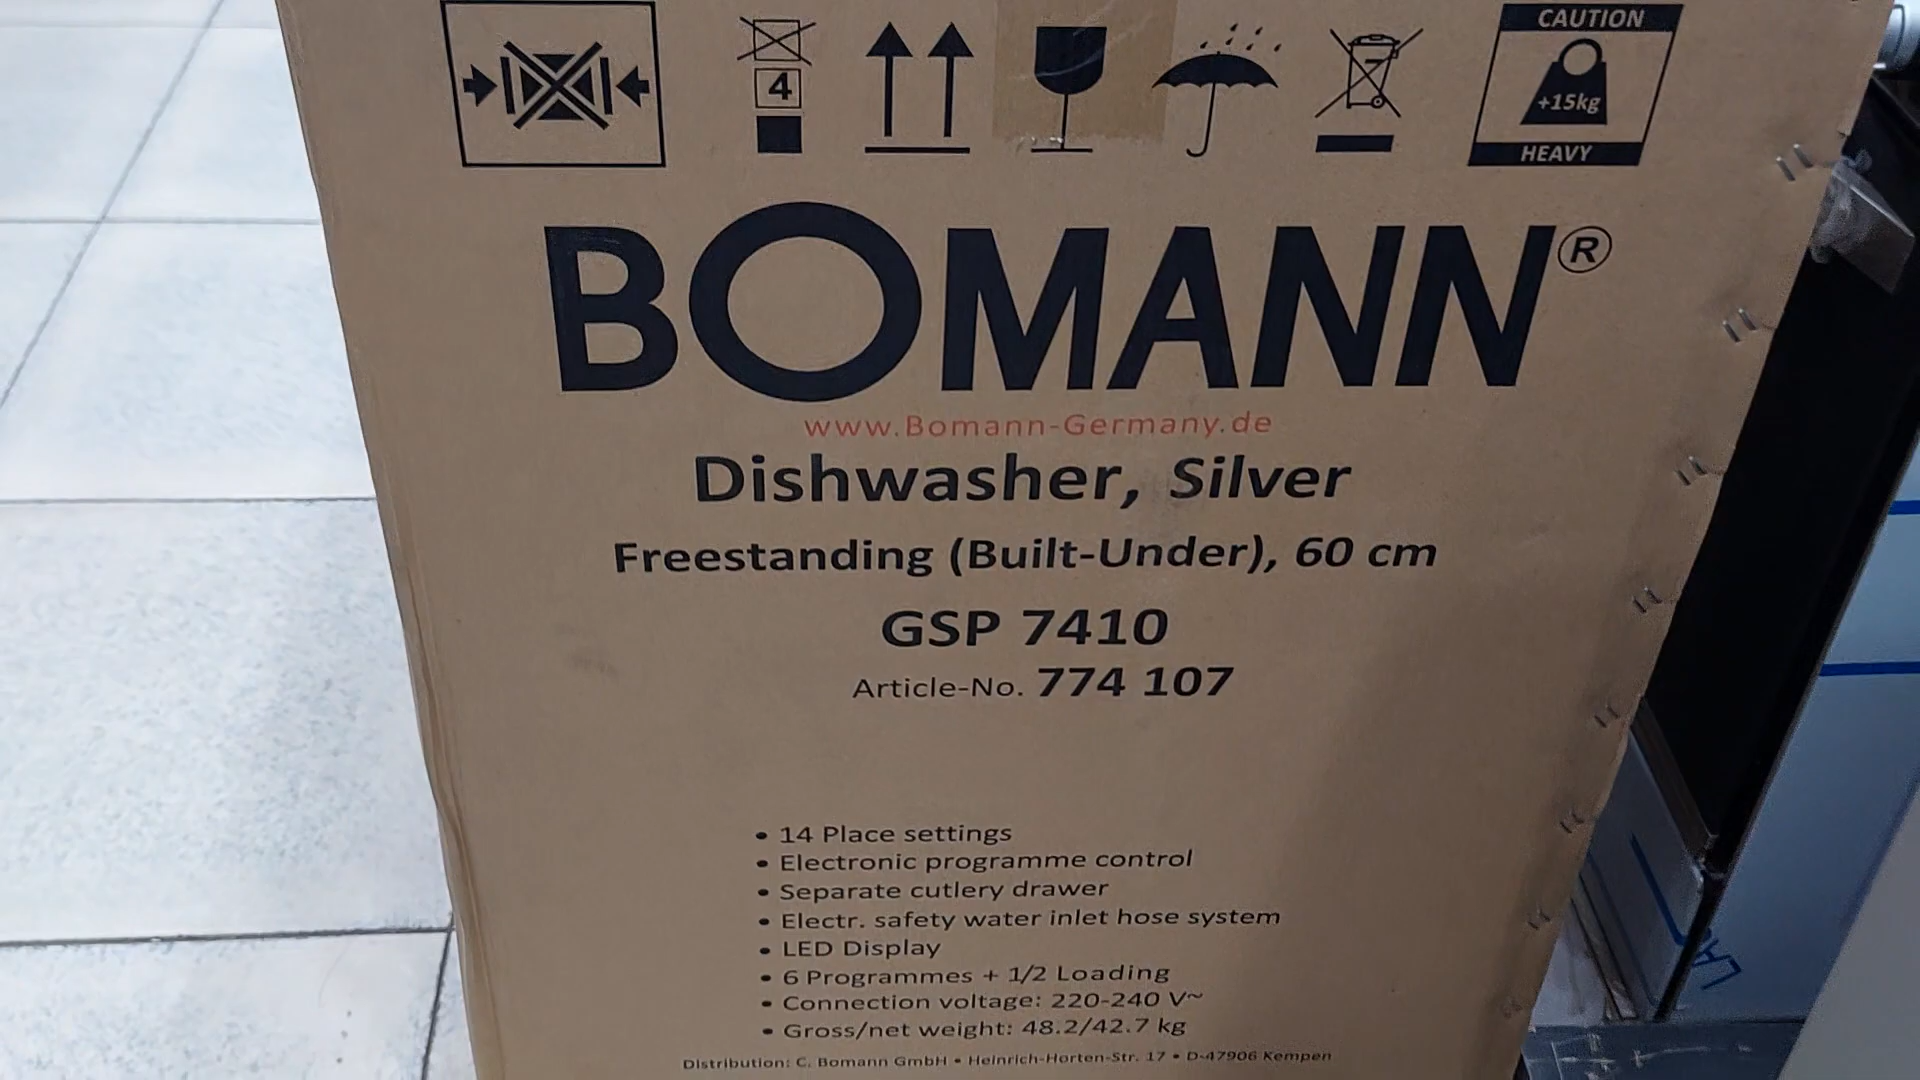 CAUTION
4
+15kg
HEAVY
BOMANN®
www.Bomann-Germany.de
Dishwasher, Silver
Freestanding (Built-Under), 60 cm
GSP 7410
Article-No. 774 107
• 14 Place settings
• Electronic programme control
• Separate cutlery drawer
• Electr. safety water inlet hose system
• LED Display
• 6 Programmes + 1/2 Loading
• Connection voltage: 220-240 V~
• Gross/net weight: 48.2/42.7 kg
Distribution: C. Bomann GmbH • Heinrich-Horten-Str. 17 • D-47906 Kempen